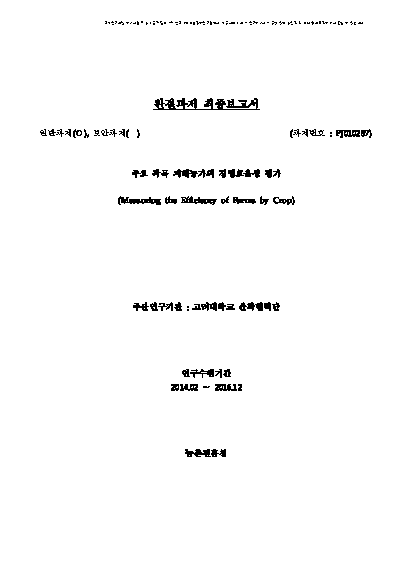 완결과제 최종보고서
일반과제(O), 보안과제( ) (과제번호 : PJ010287)
주요 작목 재배농가의 경영효율성 평가
(Measuring the Efficiency of Farms by Crop)
주관연구기관 : 고려대학교 산학협력단
연구수행기간
2014.02 ~ 2016.12
농촌진흥청